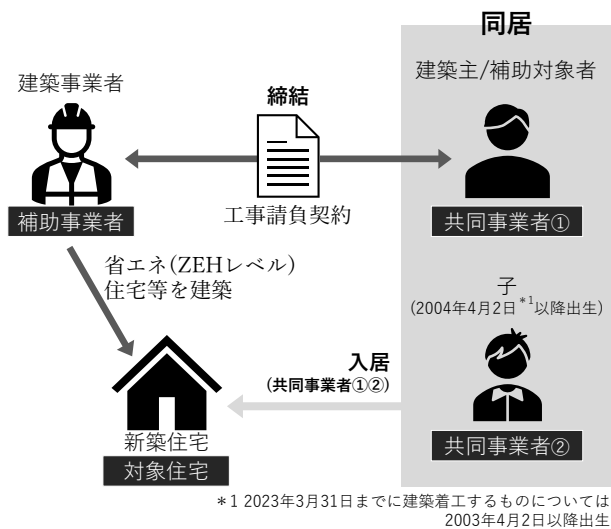 同居
建築事業者
建築主/補助対象者
締結
工事請負契約
補助事業者
共同事業者①
省エネ(ZEHレベル)
住宅等を建築
子
(2004年4月2日*1以降出生)
入居
(共同事業者①②)
新築住宅
対象住宅
共同事業者②
*1 2023年3月31日までに建築着工するものについては
2003年4月2日以降出生